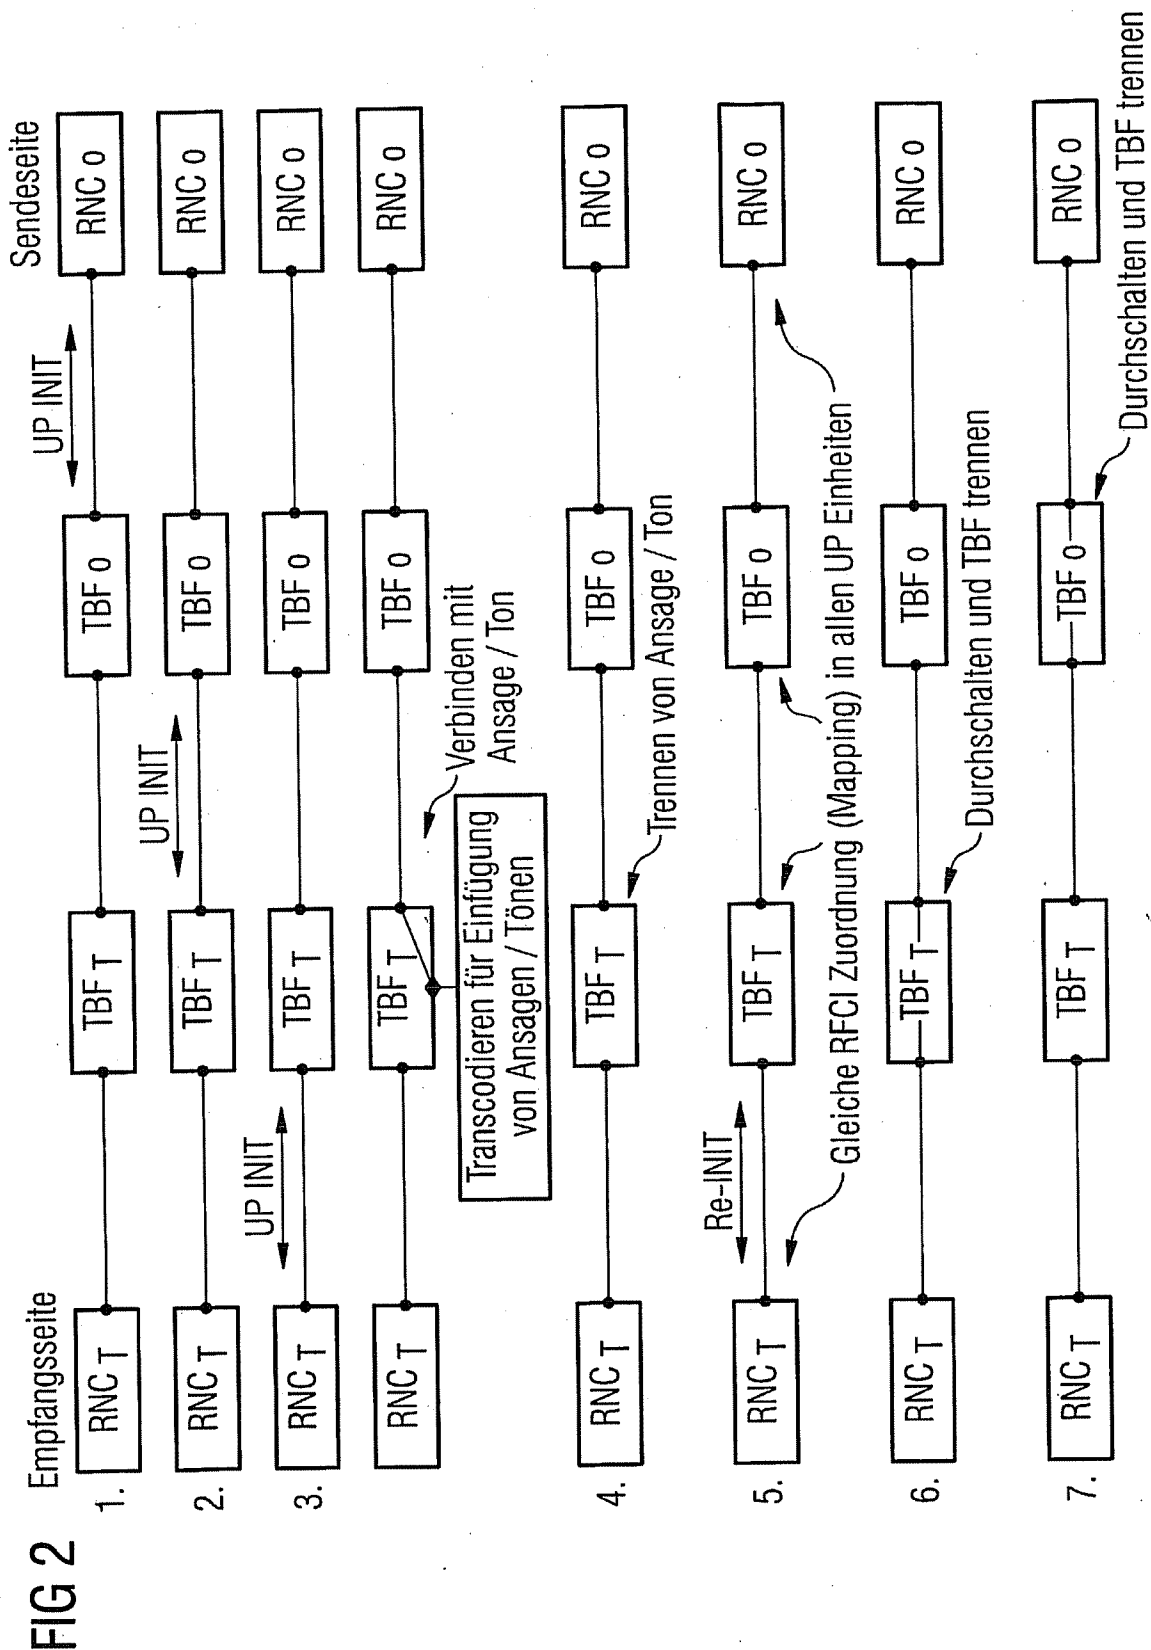 FIG 2
Empfangsseite
Sendeseite
UP INIT
1.
RNC T
TBF T
TBF O
RNC O
UP INIT
2.
RNC T
TBF T
TBF O
RNC O
UP INIT
3.
RNC T
TBF T
TBF O
RNC O
RNC T
TBF T
TBF O
RNC O
Verbinden mit
Ansage / Ton
Transcodieren für Einfügung
von Ansagen / Tönen
4.
RNC T
TBF T
TBF O
RNC O
Trennen von Ansage / Ton
Re-INIT
5.
RNC T
TBF T
TBF O
RNC O
Gleiche RFCI Zuordnung (Mapping) in allen UP Einheiten
6.
RNC T
TBF T
TBF O
RNC O
Durchschalten und TBF trennen
7.
RNC T
TBF T
TBF O
RNC O
Durchschalten und TBF trennen